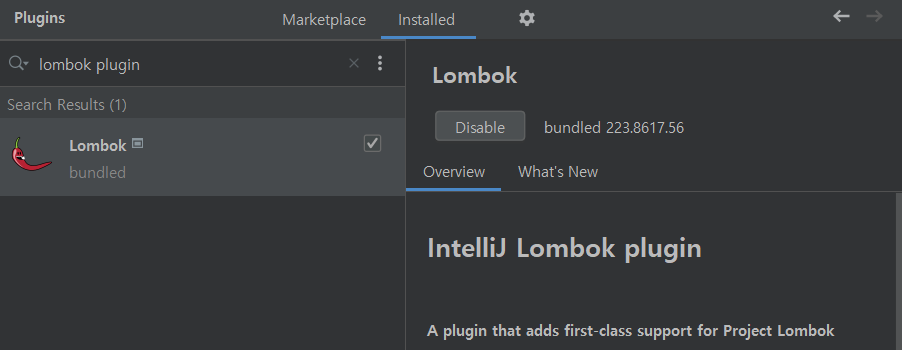 Plugins
Marketplace
Installed
lombok plugin
Search Results (1)
Lombok
bundled
Lombok
Disable
bundled 223.8617.56
Overview
What's New
IntelliJ Lombok plugin
A plugin that adds first-class support for Project Lombok